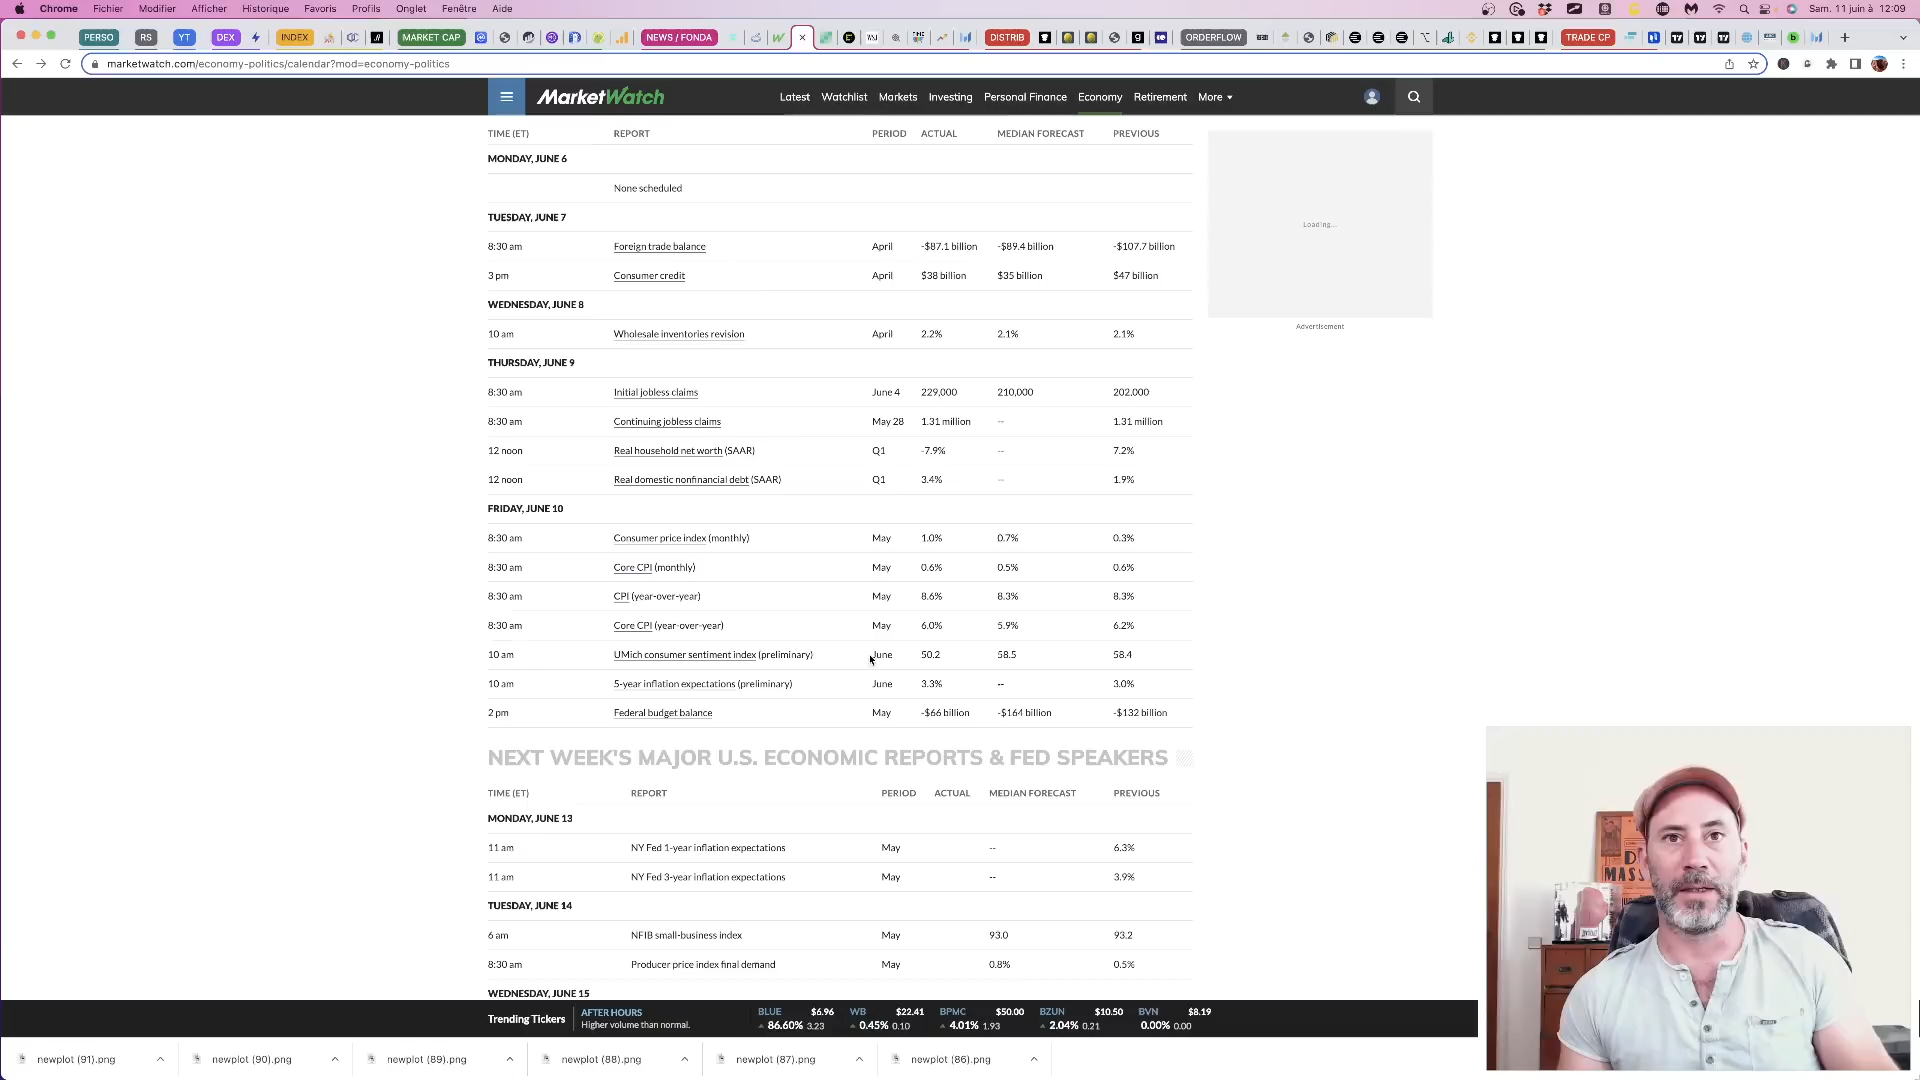 Chrome Fichier Modifier Afficher Historique Favoris Profils Onglet Fenêtre Aide Sam. 11 juin à 12:09
PERSO RS YT DEX INDEX MARKET CAP NEWS / FONDA DISTRIB ORDERFLOW TRADE CP
marketwatch.com/economy-politics/calendar?mod=economy-politics
MarketWatch Latest Watchlist Markets Investing Personal Finance Economy Retirement More
TIME (ET) REPORT PERIOD ACTUAL MEDIAN FORECAST PREVIOUS
MONDAY, JUNE 6
None scheduled
TUESDAY, JUNE 7
8:30 am Foreign trade balance April -$87.1 billion -$89.4 billion -$107.7 billion
Loading...
3 pm Consumer credit April $38 billion $35 billion $47 billion
WEDNESDAY, JUNE 8
Advertisement
10 am Wholesale inventories revision April 2.2% 2.1% 2.1%
THURSDAY, JUNE 9
8:30 am Initial jobless claims June 4 229,000 210,000 202,000
8:30 am Continuing jobless claims May 28 1.31 million -- 1.31 million
12 noon Real household net worth (SAAR) Q1 -7.9% -- 7.2%
12 noon Real domestic nonfinancial debt (SAAR) Q1 3.4% -- 1.9%
FRIDAY, JUNE 10
8:30 am Consumer price index (monthly) May 1.0% 0.7% 0.3%
8:30 am Core CPI (monthly) May 0.6% 0.5% 0.6%
8:30 am CPI (year-over-year) May 8.6% 8.3% 8.3%
8:30 am Core CPI (year-over-year) May 6.0% 5.9% 6.2%
10 am UMich consumer sentiment index (preliminary) June 50.2 58.5 58.4
10 am 5-year inflation expectations (preliminary) June 3.3% -- 3.0%
2 pm Federal budget balance May -$66 billion -$164 billion -$132 billion
NEXT WEEK'S MAJOR U.S. ECONOMIC REPORTS & FED SPEAKERS
TIME (ET) REPORT PERIOD ACTUAL MEDIAN FORECAST PREVIOUS
MONDAY, JUNE 13
11 am NY Fed 1-year inflation expectations May -- 6.3%
11 am NY Fed 3-year inflation expectations May -- 3.9%
TUESDAY, JUNE 14
6 am NFIB small-business index May 93.0 93.2
8:30 am Producer price index final demand May 0.8% 0.5%
WEDNESDAY, JUNE 15
Trending Tickers AFTER HOURS BLUE $6.96 WB $22.41 BPMC $50.00 BZUN $10.50 BVN $8.19
Higher volume than normal. 86.60% 3.23 0.45% 0.10 4.01% 1.93 2.04% 0.21 0.00% 0.00
newplot (91).png newplot (90).png newplot (89).png newplot (88).png newplot (87).png newplot (86).png